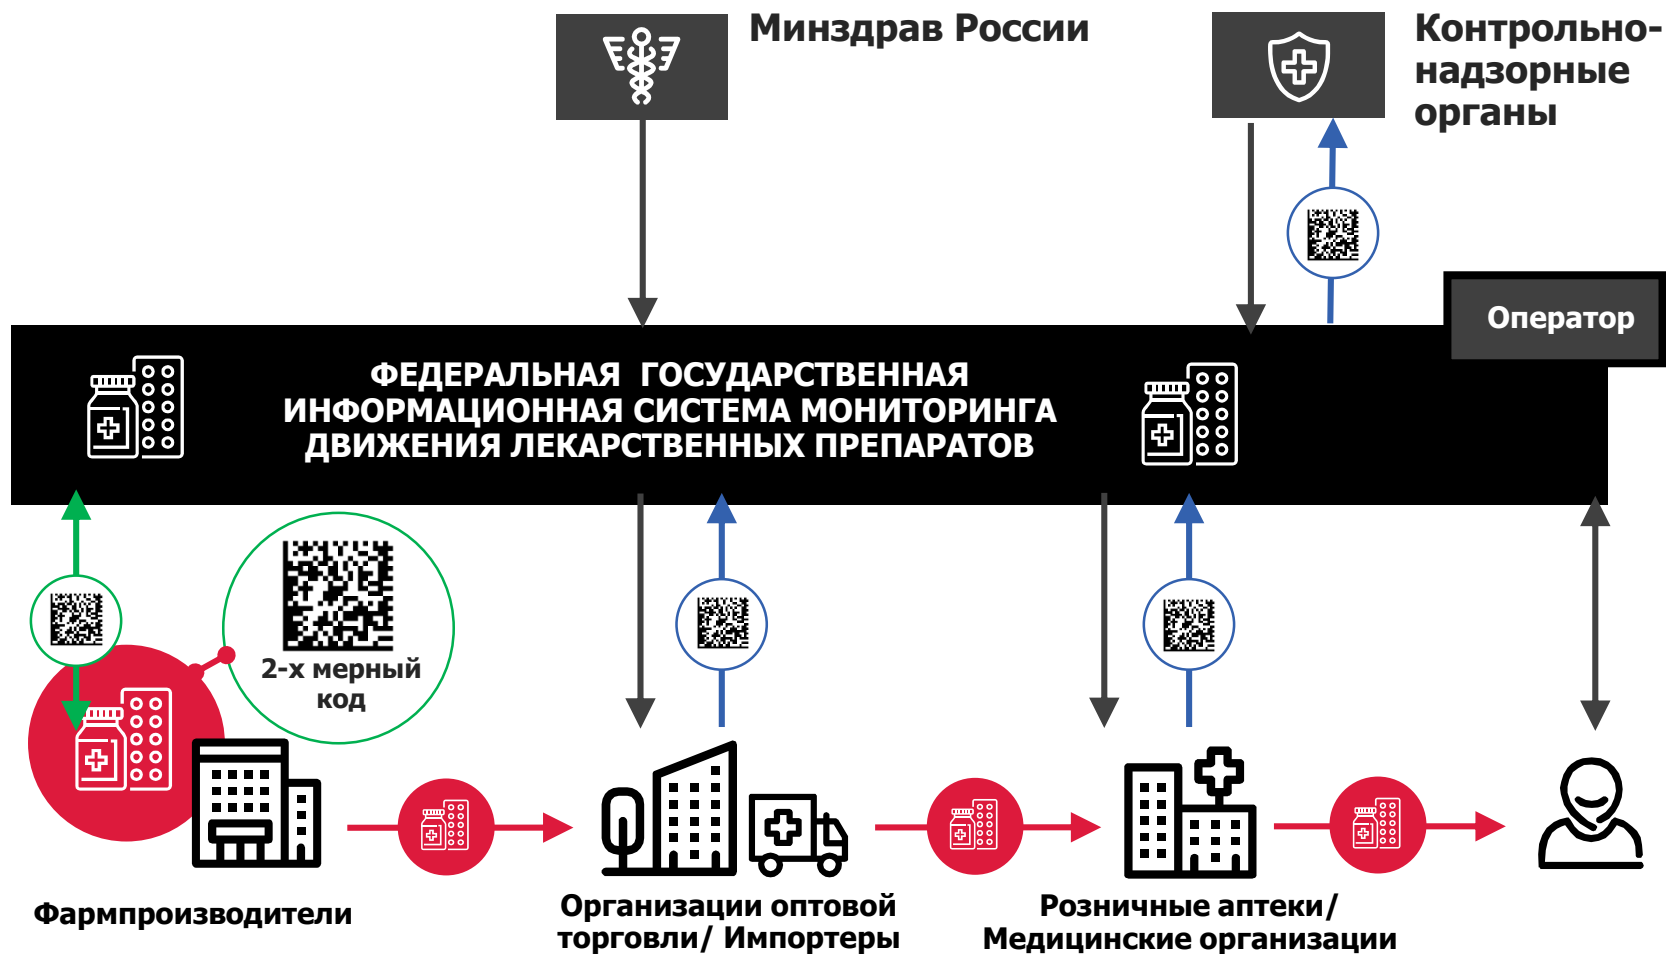 Минздрав России
Контрольно-
надзорные
органы
Оператор
ФЕДЕРАЛЬНАЯ ГОСУДАРСТВЕННАЯ
ИНФОРМАЦИОННАЯ СИСТЕМА МОНИТОРИНГА
ДВИЖЕНИЯ ЛЕКАРСТВЕННЫХ ПРЕПАРАТОВ
2-х мерный
код
Фармпроизводители
Организации оптовой
торговли/ Импортеры
Розничные аптеки/
Медицинские организации